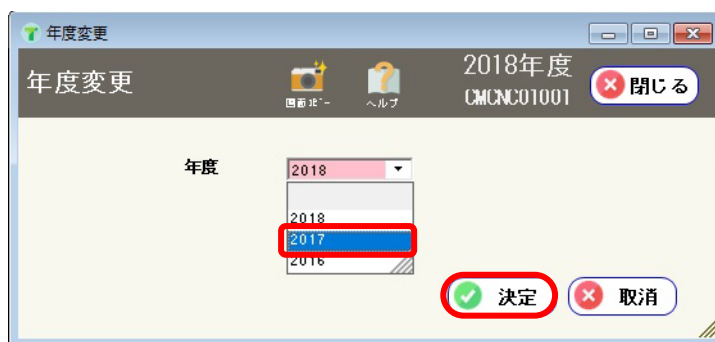 年度変更
年度変更
画面ｺﾋﾟｰ
ヘルプ
2018年度
CMCNC01001
閉じる
年度
2018
2018
2017
2016
決定
取消